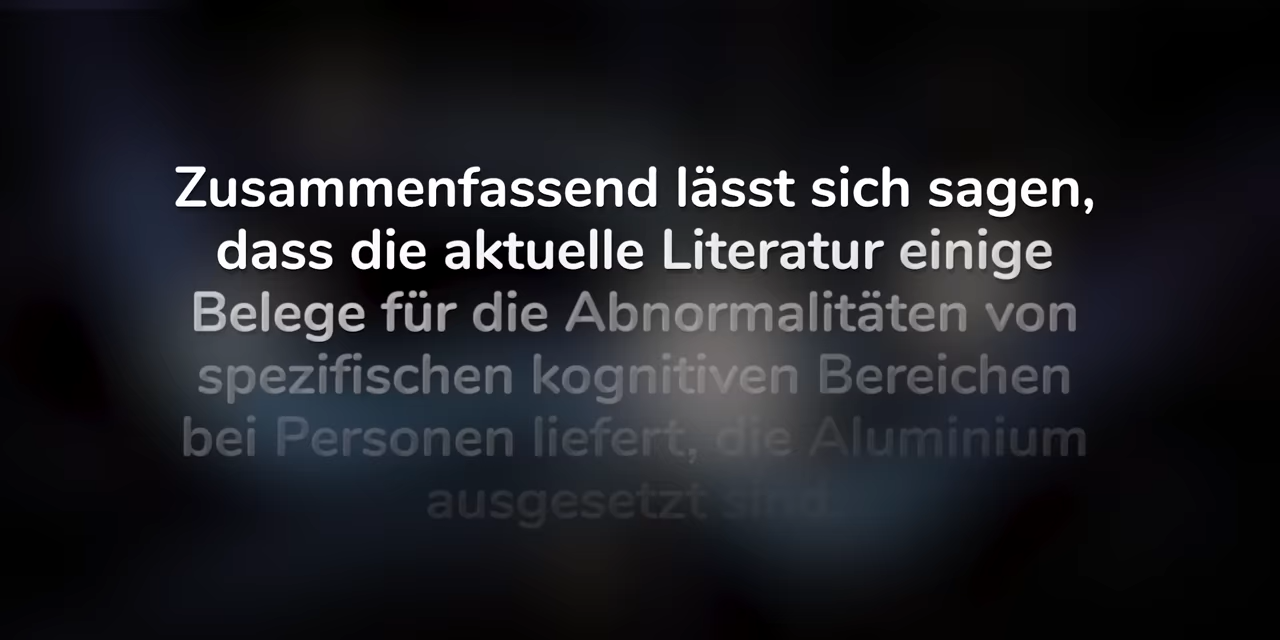 Zusammenfassend lässt sich sagen,
dass die aktuelle Literatur einige
Belege für die Abnormalitäten von
spezifischen kognitiven Bereichen
bei Personen liefert, die Aluminium
ausgesetzt sind.